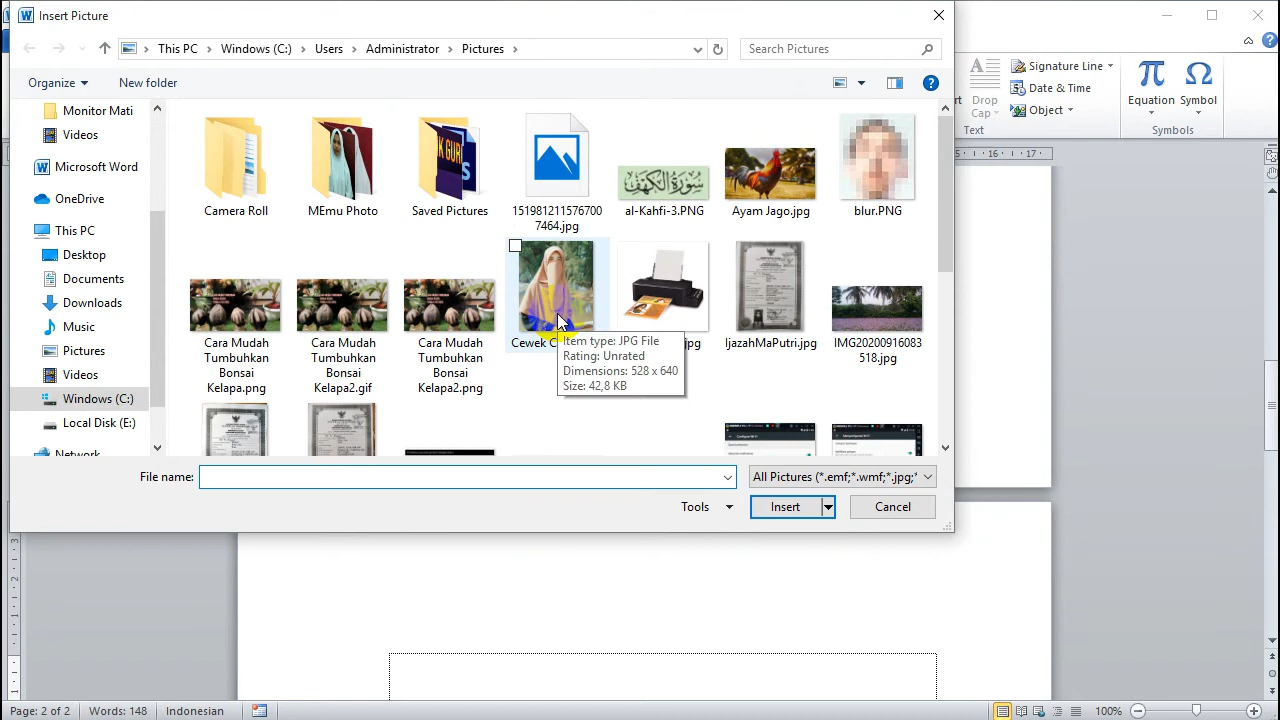 Insert Picture
This PC
Windows (C:)
Users
Administrator
Pictures
Search Pictures
Organize
New folder
Monitor Mati
Videos
Microsoft Word
OneDrive
This PC
Desktop
Documents
Downloads
Music
Pictures
Videos
Windows (C:)
Local Disk (E:)
Camera Roll
MEmu Photo
Saved Pictures
151981211576700
7464.jpg
al-Kahfi-3.PNG
Ayam Jago.jpg
blur.PNG
سورة الكهف
Cara Mudah
Tumbuhkan
Bonsai
Kelapa.png
Cara Mudah
Tumbuhkan
Bonsai
Kelapa2.gif
Cara Mudah
Tumbuhkan
Bonsai
Kelapa2.png
Cewek
IjazahMaPutri.jpg
IMG20200916083
518.jpg
Item type: JPG File
Rating: Unrated
Dimensions: 528 x 640
Size: 42,8 KB
File name:
All Pictures (*.emf;*.wmf;*.jpg;*
Tools
Insert
Cancel
Drop
Cap
Signature Line
Date & Time
Object
Text
Equation
Symbol
Symbols
16
17
Page: 2 of 2
Words: 148
Indonesian
100%